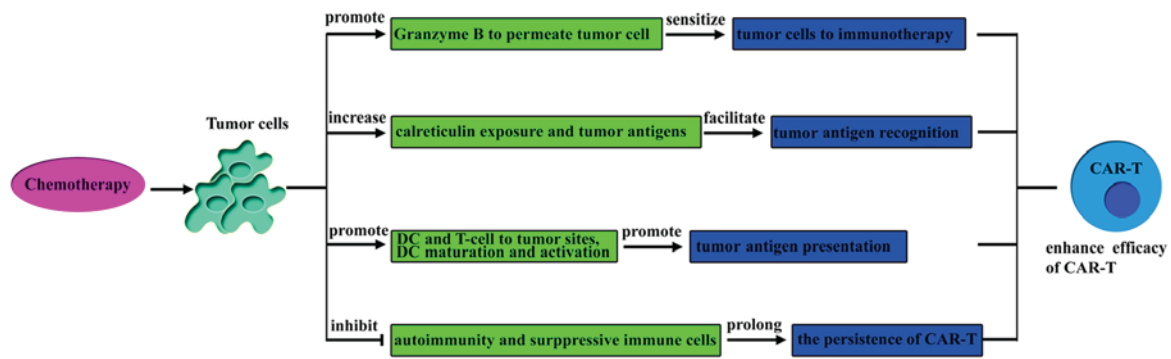 promote
Granzyme B to permeate tumor cell
sensitize
tumor cells to immunotherapy
Tumor cells
increase
calreticulin exposure and tumor antigens
facilitate
tumor antigen recognition
Chemotherapy
CAR-T
promote
DC and T-cell to tumor sites,
DC maturation and activation
promote
tumor antigen presentation
enhance efficacy
of CAR-T
inhibit
autoimmunity and surppressive immune cells
prolong
the persistence of CAR-T